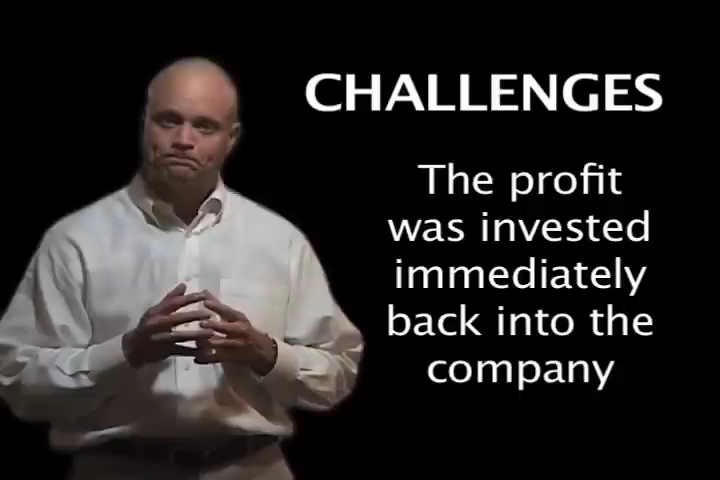 CHALLENGES
The profit
was invested
immediately
back into the
company